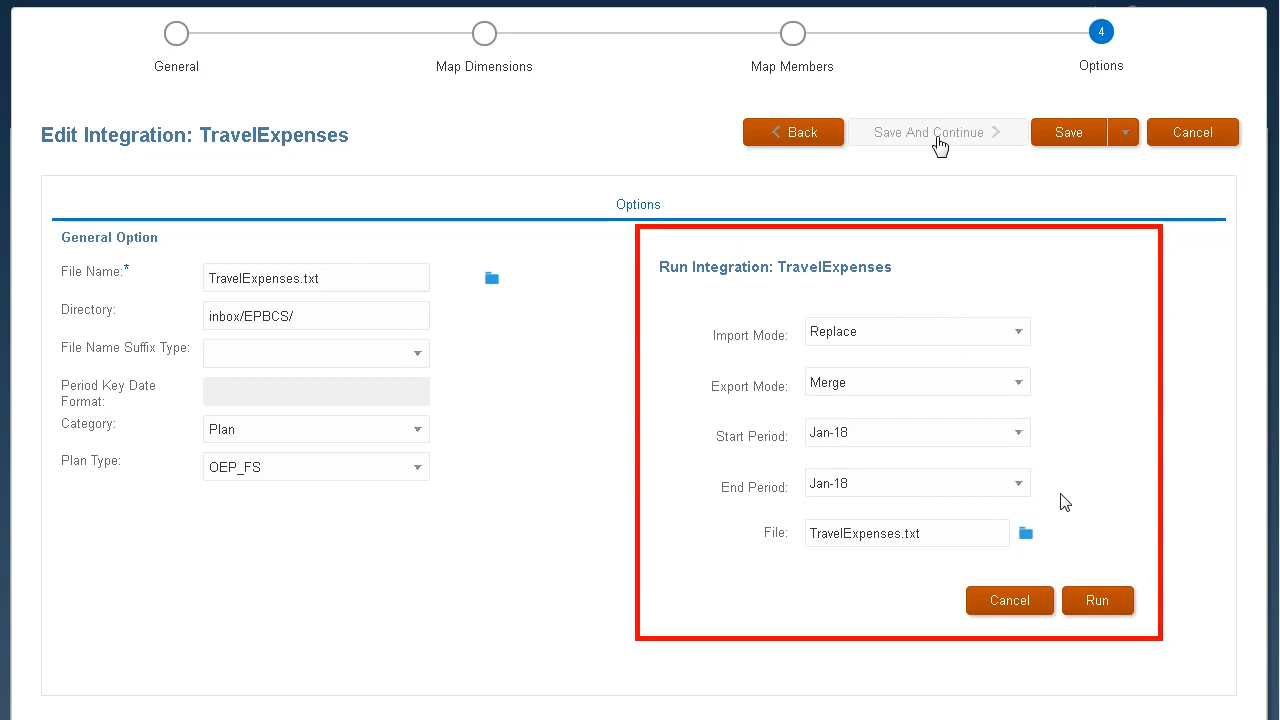 4
General
Map Dimensions
Map Members
Options
Edit Integration: TravelExpenses
Back
Save And Continue
Save
Cancel
Options
General Option
File Name:*
TravelExpenses.txt
Directory:
inbox/EPBCS/
File Name Suffix Type:
Period Key Date
Format:
Category:
Plan
Plan Type:
OEP_FS
Run Integration: TravelExpenses
Import Mode:
Replace
Export Mode:
Merge
Start Period:
Jan-18
End Period:
Jan-18
File:
TravelExpenses.txt
Cancel
Run